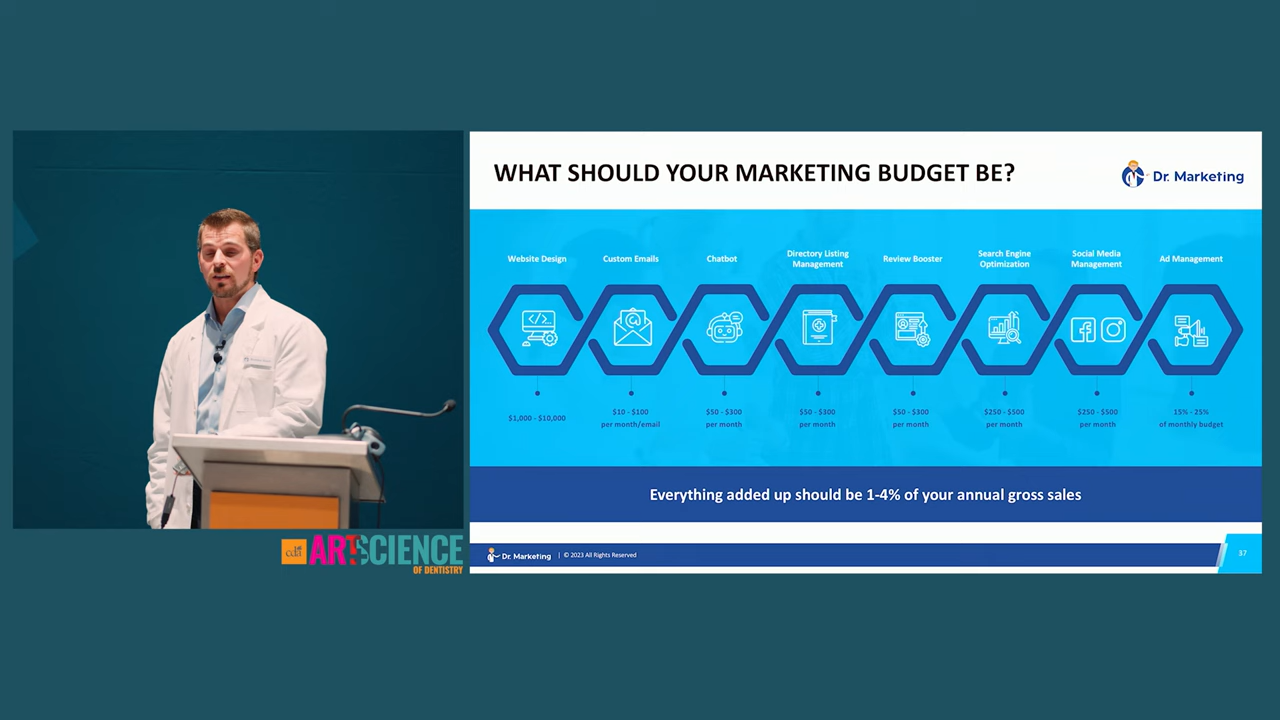 WHAT SHOULD YOUR MARKETING BUDGET BE?
Dr. Marketing
Website Design
Custom Emails
Chatbot
Directory Listing
Management
Review Booster
Search Engine
Optimization
Social Media
Management
Ad Management
$1,000 - $10,000
$10 - $100
per month/email
$50 - $300
per month
$50 - $300
per month
$50 - $300
per month
$250 - $500
per month
$250 - $500
per month
15% - 25%
of monthly budget
Everything added up should be 1-4% of your annual gross sales
Dr. Marketing | © 2023 All Rights Reserved
37
cda ART&SCIENCE
OF DENTISTRY